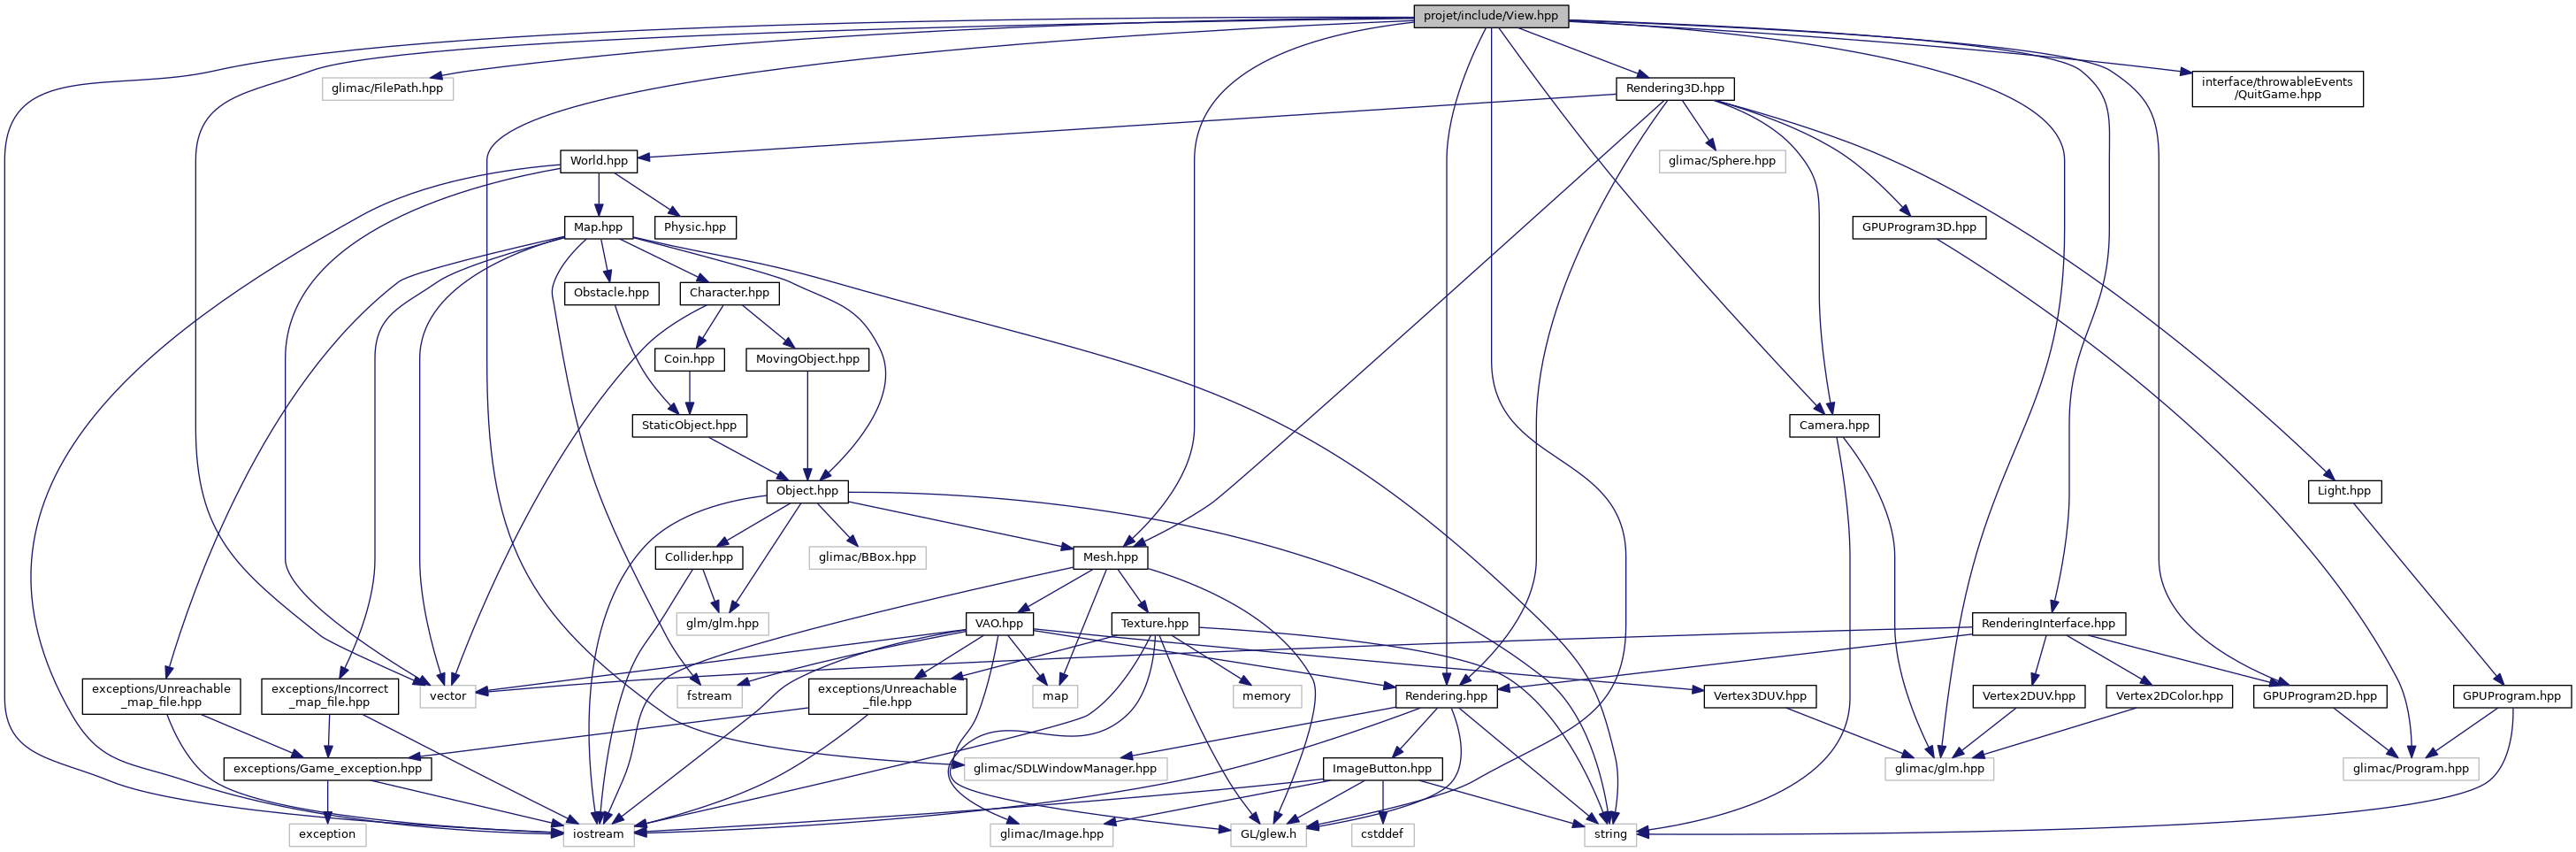 projet/include/View.hpp
glimac/FilePath.hpp
Rendering3D.hpp
interface/throwableEvents
/QuitGame.hpp
World.hpp
glimac/Sphere.hpp
Map.hpp
Physic.hpp
GPUProgram3D.hpp
Obstacle.hpp
Character.hpp
Coin.hpp
MovingObject.hpp
StaticObject.hpp
Camera.hpp
Object.hpp
Light.hpp
Collider.hpp
glimac/BBox.hpp
Mesh.hpp
glm/glm.hpp
VAO.hpp
Texture.hpp
RenderingInterface.hpp
exceptions/Unreachable
_map_file.hpp
exceptions/Incorrect
_map_file.hpp
vector
fstream
exceptions/Unreachable
_file.hpp
map
memory
Rendering.hpp
Vertex3DUV.hpp
Vertex2DUV.hpp
Vertex2DColor.hpp
GPUProgram2D.hpp
GPUProgram.hpp
exceptions/Game_exception.hpp
glimac/SDLWindowManager.hpp
ImageButton.hpp
glimac/glm.hpp
glimac/Program.hpp
exception
iostream
glimac/Image.hpp
GL/glew.h
cstddef
string